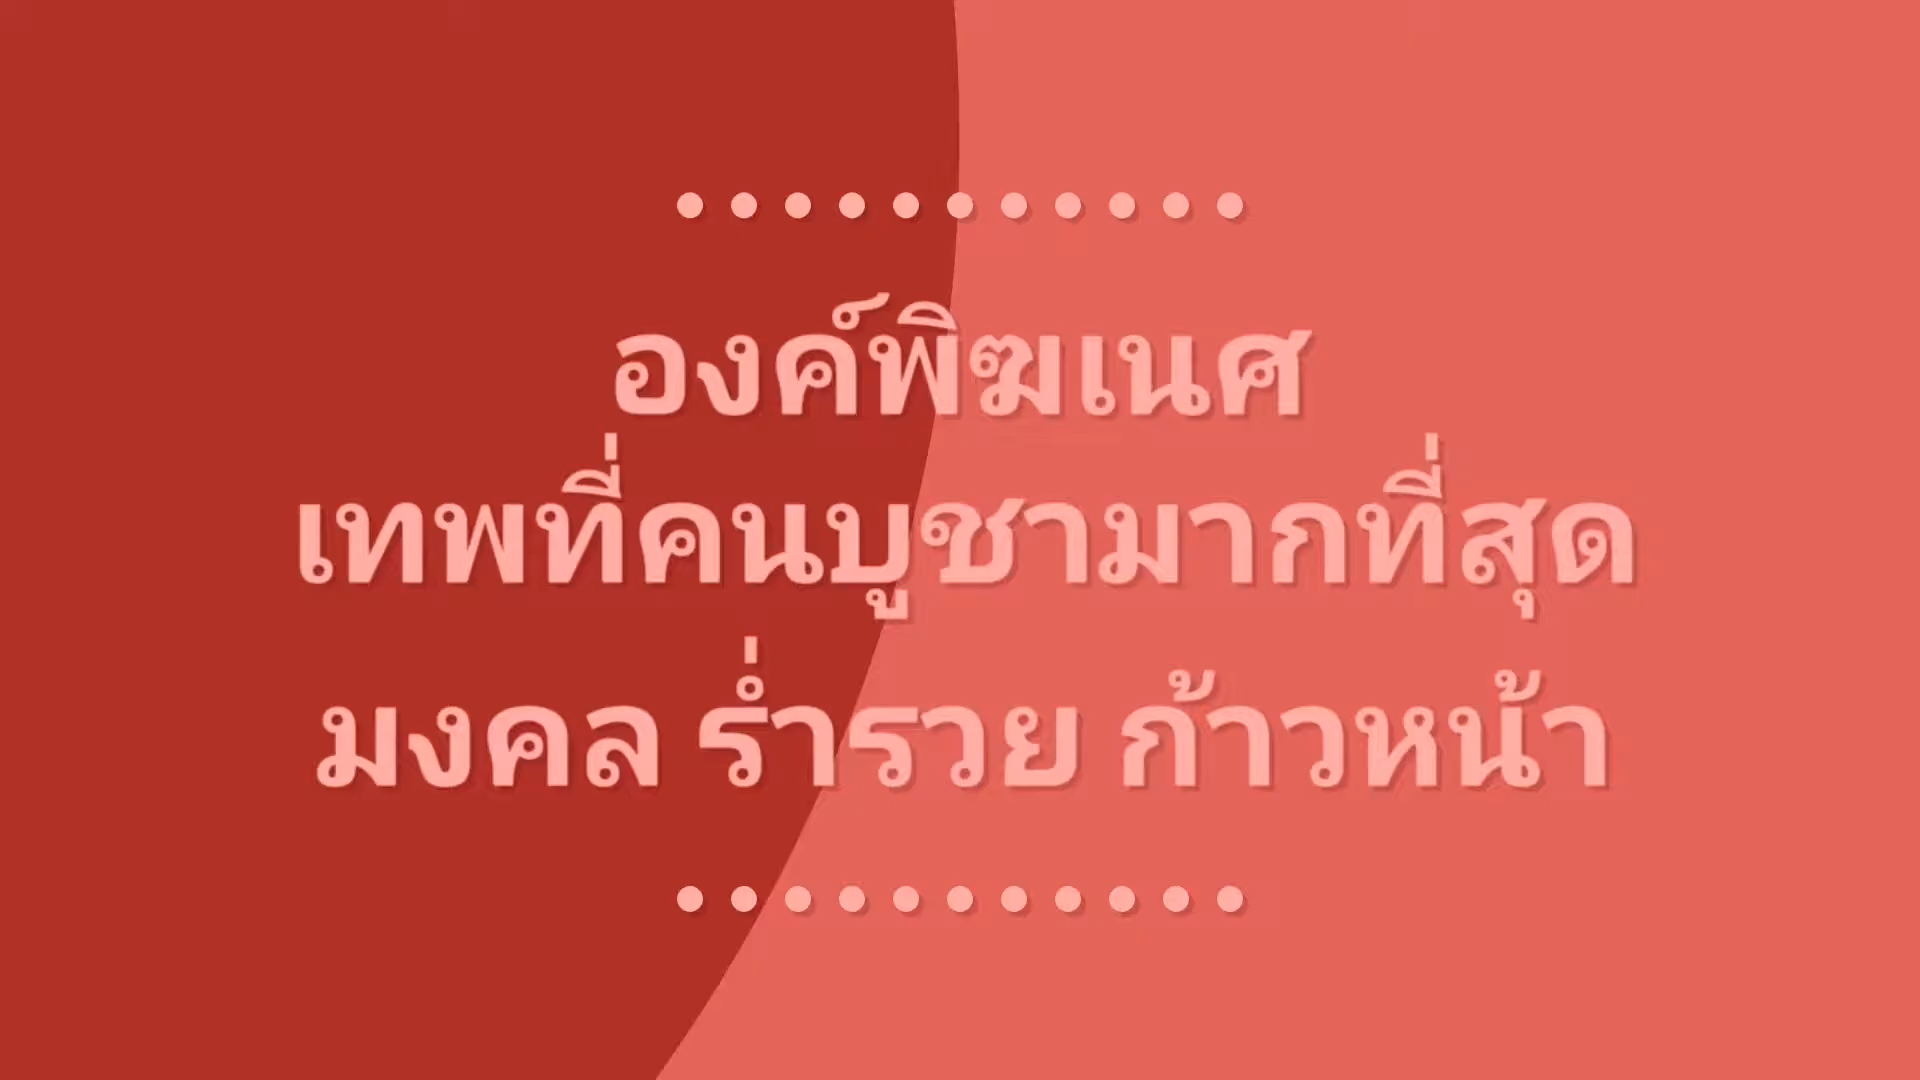 องค์พิฆเนศ
เทพที่คนบูชามากที่สุด
มงคล ร่ำรวย ก้าวหน้า